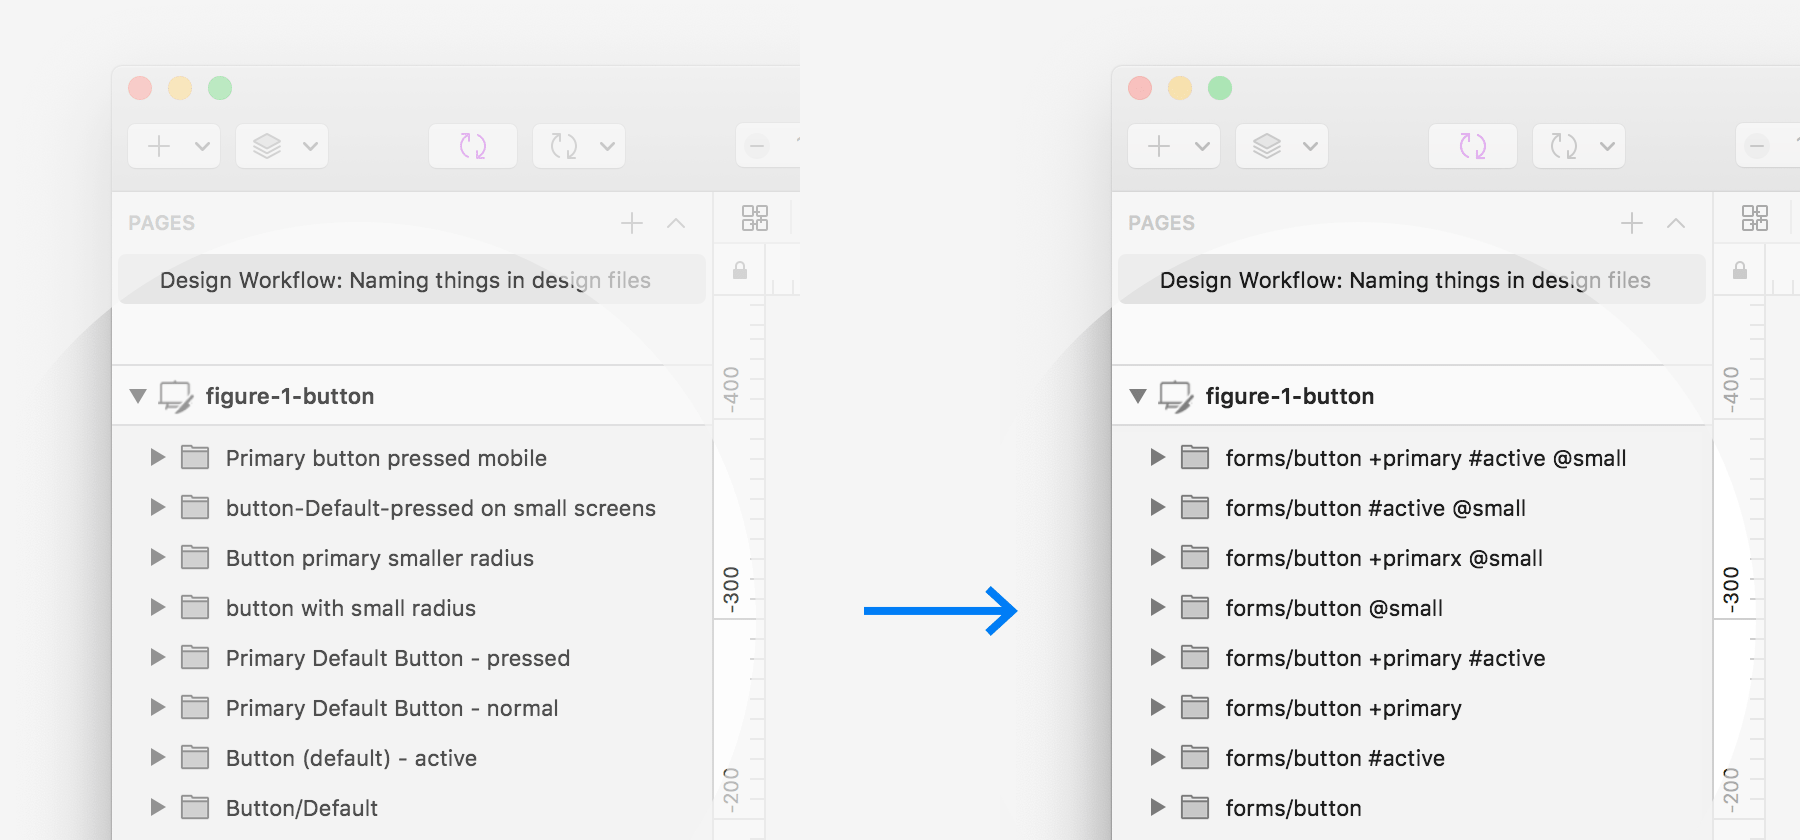 PAGES
Design Workflow: Naming things in design files
figure-1-button
Primary button pressed mobile
button-Default-pressed on small screens
Button primary smaller radius
button with small radius
Primary Default Button - pressed
Primary Default Button - normal
Button (default) - active
Button/Default
-400
-300
-200
PAGES
Design Workflow: Naming things in design files
figure-1-button
forms/button +primary #active @small
forms/button #active @small
forms/button +primarx @small
forms/button @small
forms/button +primary #active
forms/button +primary
forms/button #active
forms/button
-400
-300
-200